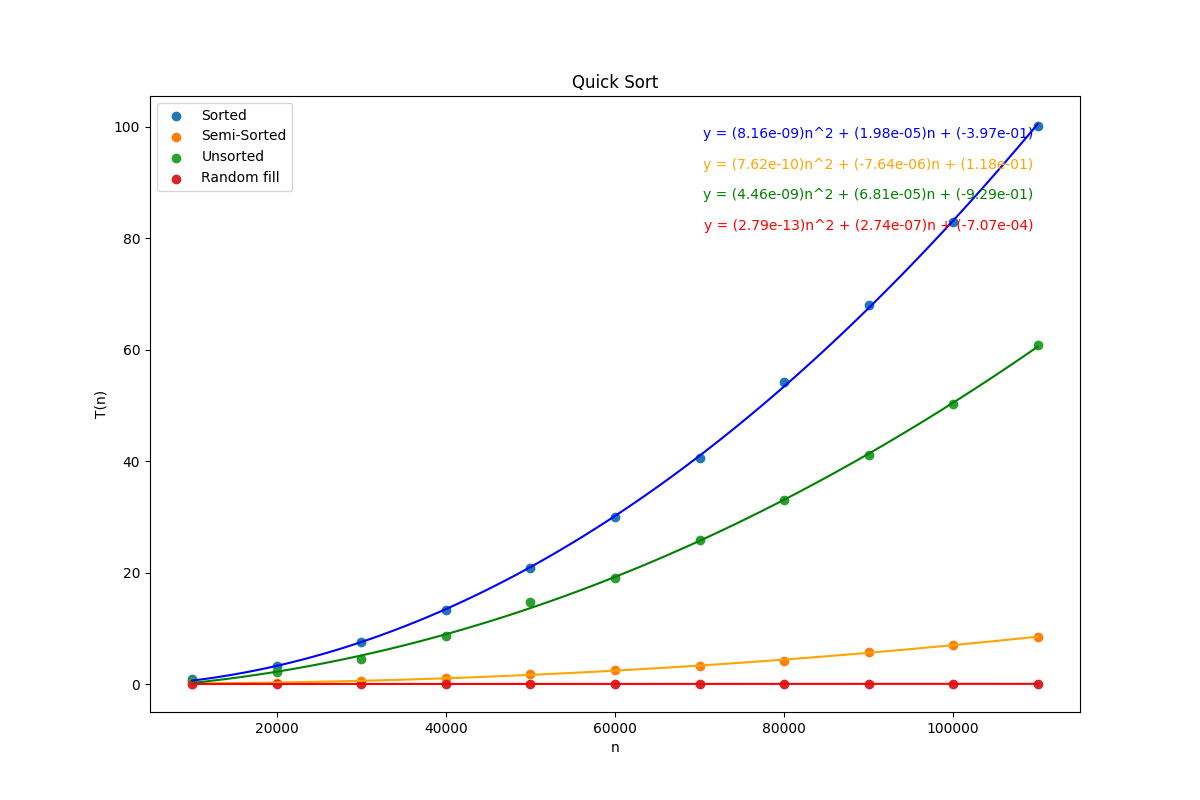 Quick Sort
Sorted
Semi-Sorted
Unsorted
Random fill
y = (8.16e-09)n^2 + (1.98e-05)n + (-3.97e-01)
y = (7.62e-10)n^2 + (-7.64e-06)n + (1.18e-01)
y = (4.46e-09)n^2 + (6.81e-05)n + (-9.29e-01)
y = (2.79e-13)n^2 + (2.74e-07)n + (-7.07e-04)
100
80
60
40
20
0
T(n)
20000 40000 60000 80000 100000
n